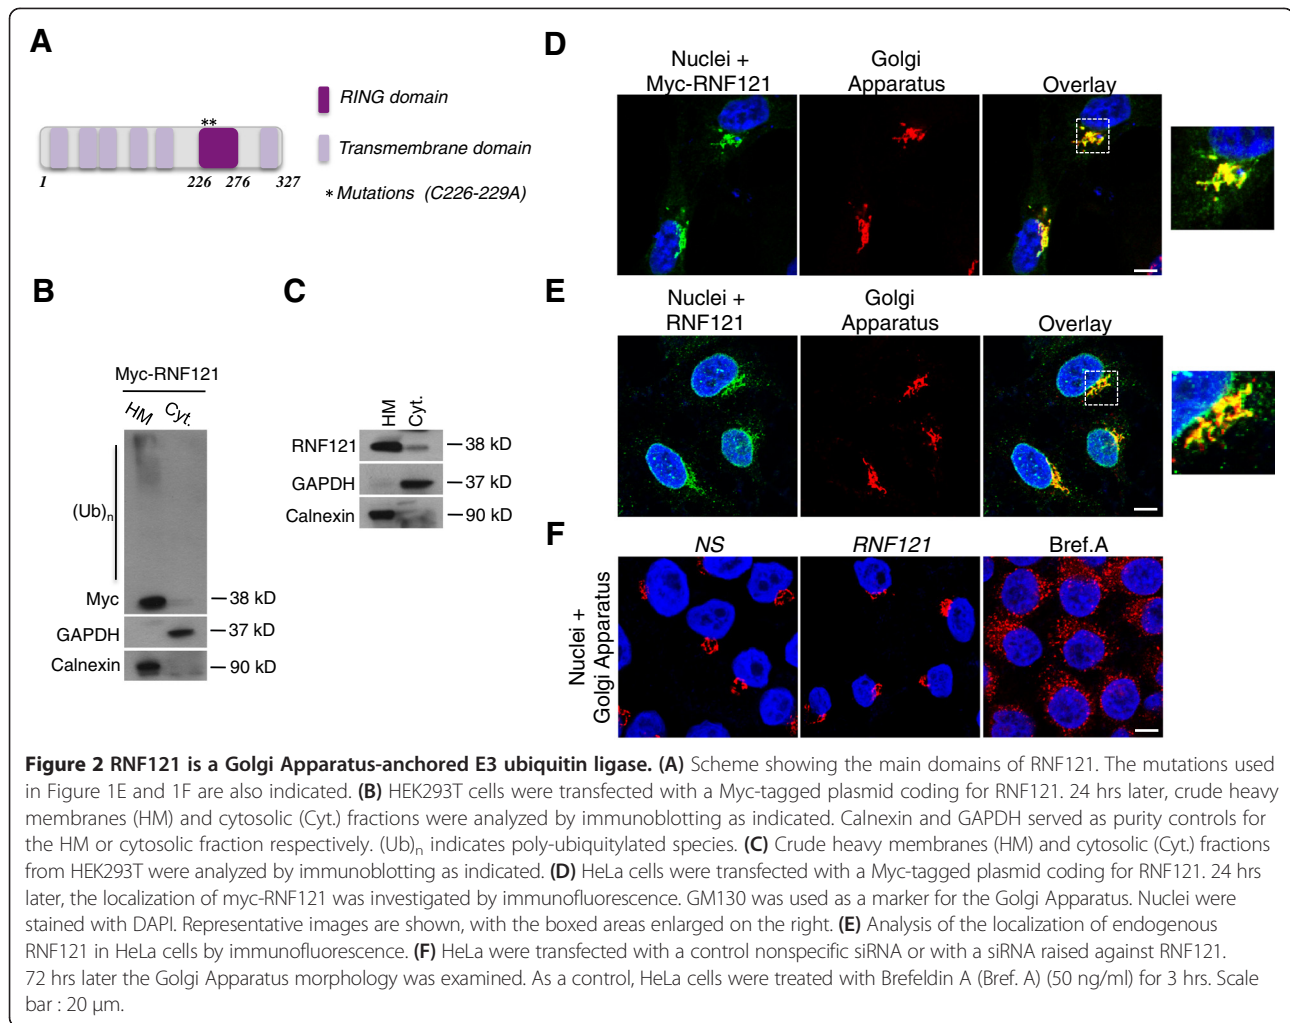 A
RING domain
**
Transmembrane domain
1 226 276 327
* Mutations (C226-229A)
B
Myc-RNF121
HM Cyt.
(Ub)n
Myc 38 kD
GAPDH 37 kD
Calnexin 90 kD
C
HM Cyt.
RNF121 38 kD
GAPDH 37 kD
Calnexin 90 kD
D
Nuclei + Myc-RNF121
Golgi Apparatus
Overlay
E
Nuclei + RNF121
Golgi Apparatus
Overlay
F
NS RNF121 Bref.A
Nuclei + Golgi Apparatus
Figure 2 RNF121 is a Golgi Apparatus-anchored E3 ubiquitin ligase. (A) Scheme showing the main domains of RNF121. The mutations used
in Figure 1E and 1F are also indicated. (B) HEK293T cells were transfected with a Myc-tagged plasmid coding for RNF121. 24 hrs later, crude heavy
membranes (HM) and cytosolic (Cyt.) fractions were analyzed by immunoblotting as indicated. Calnexin and GAPDH served as purity controls for
the HM or cytosolic fraction respectively. (Ub)n indicates poly-ubiquitylated species. (C) Crude heavy membranes (HM) and cytosolic (Cyt.) fractions
from HEK293T were analyzed by immunoblotting as indicated. (D) HeLa cells were transfected with a Myc-tagged plasmid coding for RNF121. 24 hrs
later, the localization of myc-RNF121 was investigated by immunofluorescence. GM130 was used as a marker for the Golgi Apparatus. Nuclei were
stained with DAPI. Representative images are shown, with the boxed areas enlarged on the right. (E) Analysis of the localization of endogenous
RNF121 in HeLa cells by immunofluorescence. (F) HeLa were transfected with a control nonspecific siRNA or with a siRNA raised against RNF121.
72 hrs later the Golgi Apparatus morphology was examined. As a control, HeLa cells were treated with Brefeldin A (Bref. A) (50 ng/ml) for 3 hrs. Scale
bar : 20 µm.